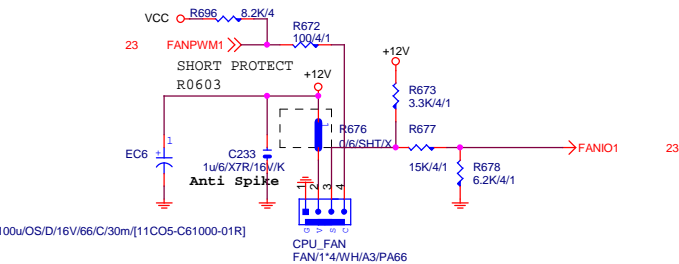 VCC
R696
8.2K/4
R672
100/4/1
23
FANPWM1
SHORT PROTECT
R0603
+12V
+12V
R673
3.3K/4/1
R676
0/6/SHT/X
R677
15K/4/1
FANIO1
23
R678
6.2K/4/1
EC6
1
+
C233
1u/6/X7R/16V/K
Anti Spike
1 2 3 4
G V S C
100u/OS/D/16V/66/C/30m/[11CO5-C61000-01R]
CPU_FAN
FAN/1*4/WH/A3/PA66